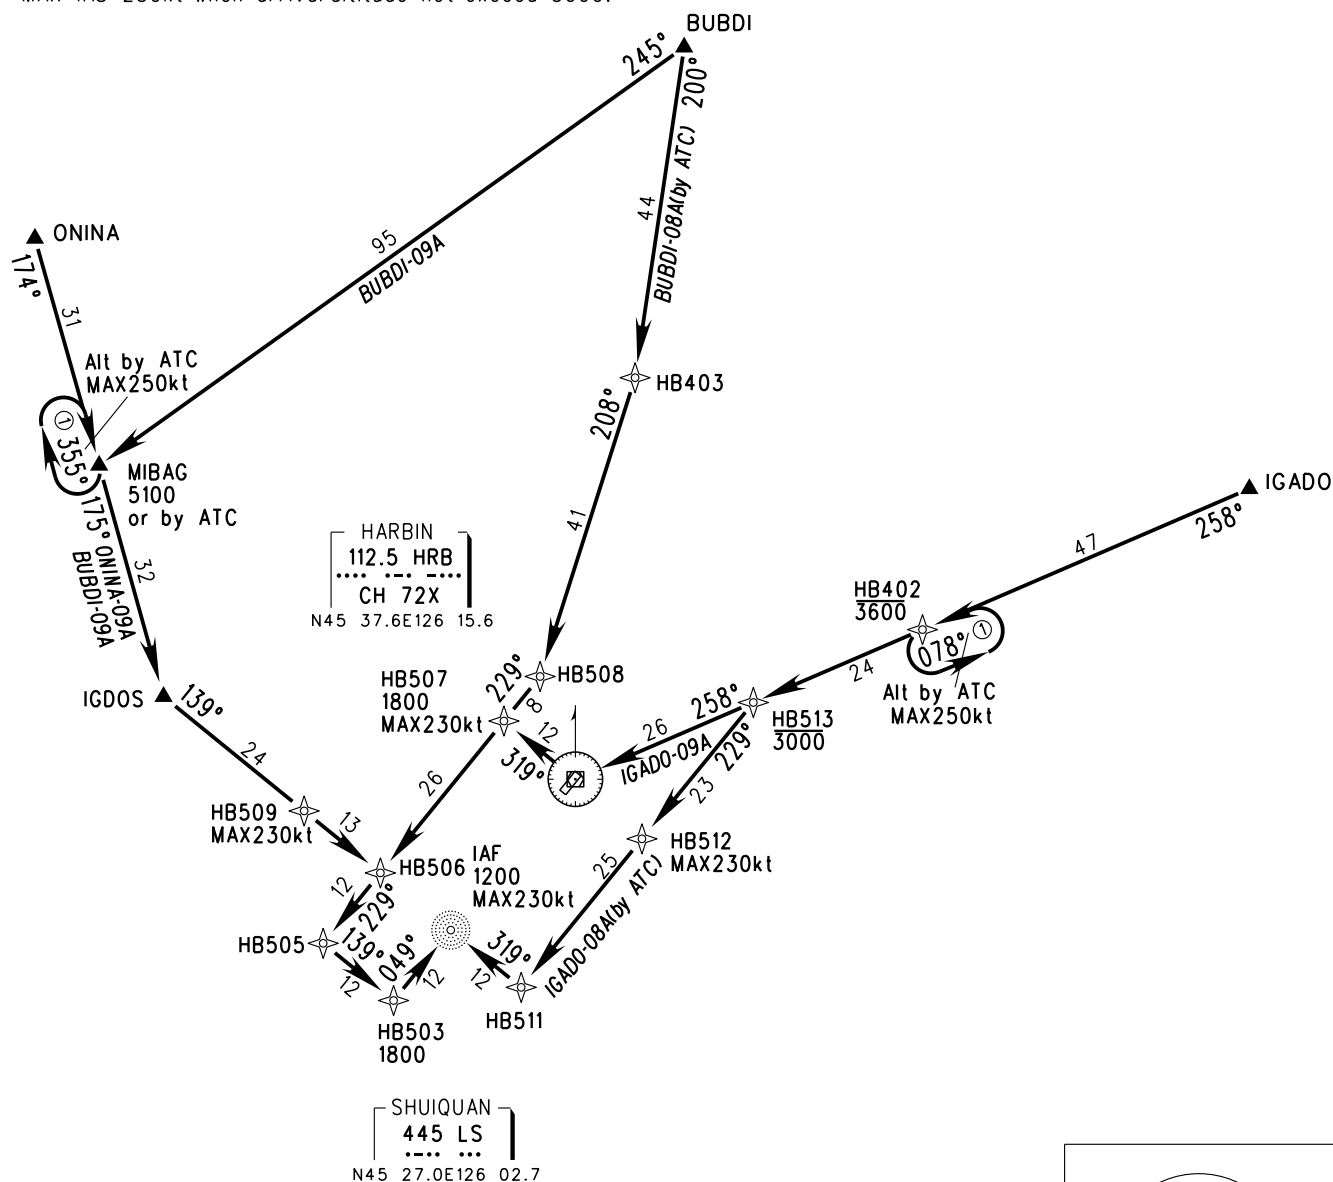 BUBDI
245°
200°
BUBDI-08A(by ATC)
44
ONINA
174°
31
95
BUBDI-09A
Alt by ATC
MAX250kt
1
355°
HB403
208°
MIBAG
5100
or by ATC
175°
ONINA-09A
BUBDI-09A
32
41
IGADO
258°
47
HARBIN
112.5 HRB
CH 72X
N45 37.6E126 15.6
HB402
3600
078°
1
24
Alt by ATC
MAX250kt
HB508
229°
8
HB507
1800
MAX230kt
IGDOS
139°
258°
HB513
3000
26
IGADO-09A
229°
12
319°
24
26
23
HB509
MAX230kt
13
HB512
MAX230kt
HB506
IAF
1200
MAX230kt
25
IGADO-08A(by ATC)
12
229°
HB505
139°
12
049°
12
319°
12
HB511
HB503
1800
SHUIQUAN
445 LS
N45 27.0E126 02.7